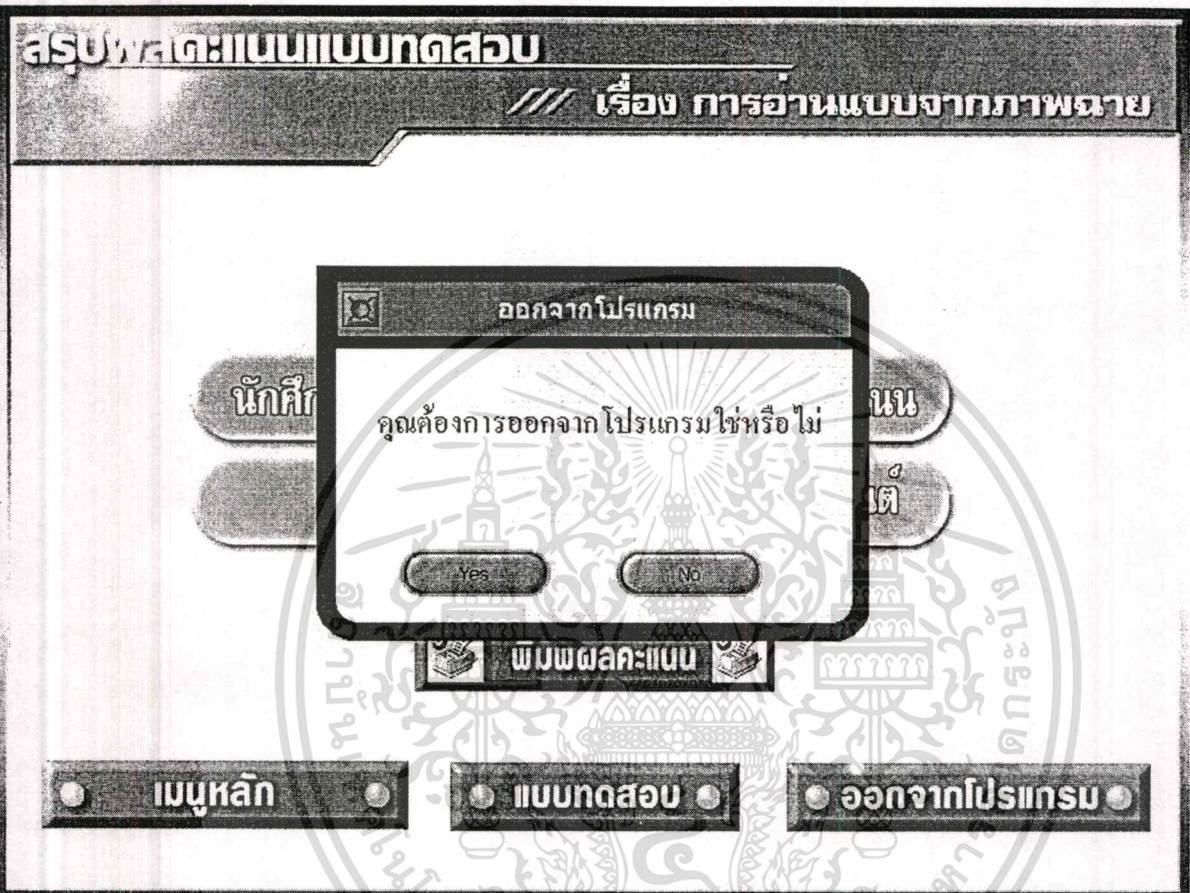 สรุปผลคะแนนแบบทดสอบ
/// เรื่อง การอ่านแบบจากภาพฉาย
ออกจากโปรแกรม
คุณต้องการออกจากโปรแกรมใช่หรือไม่
Yes No
พิมพ์ผลคะแนน
เมนูหลัก แบบทดสอบ ออกจากโปรแกรม